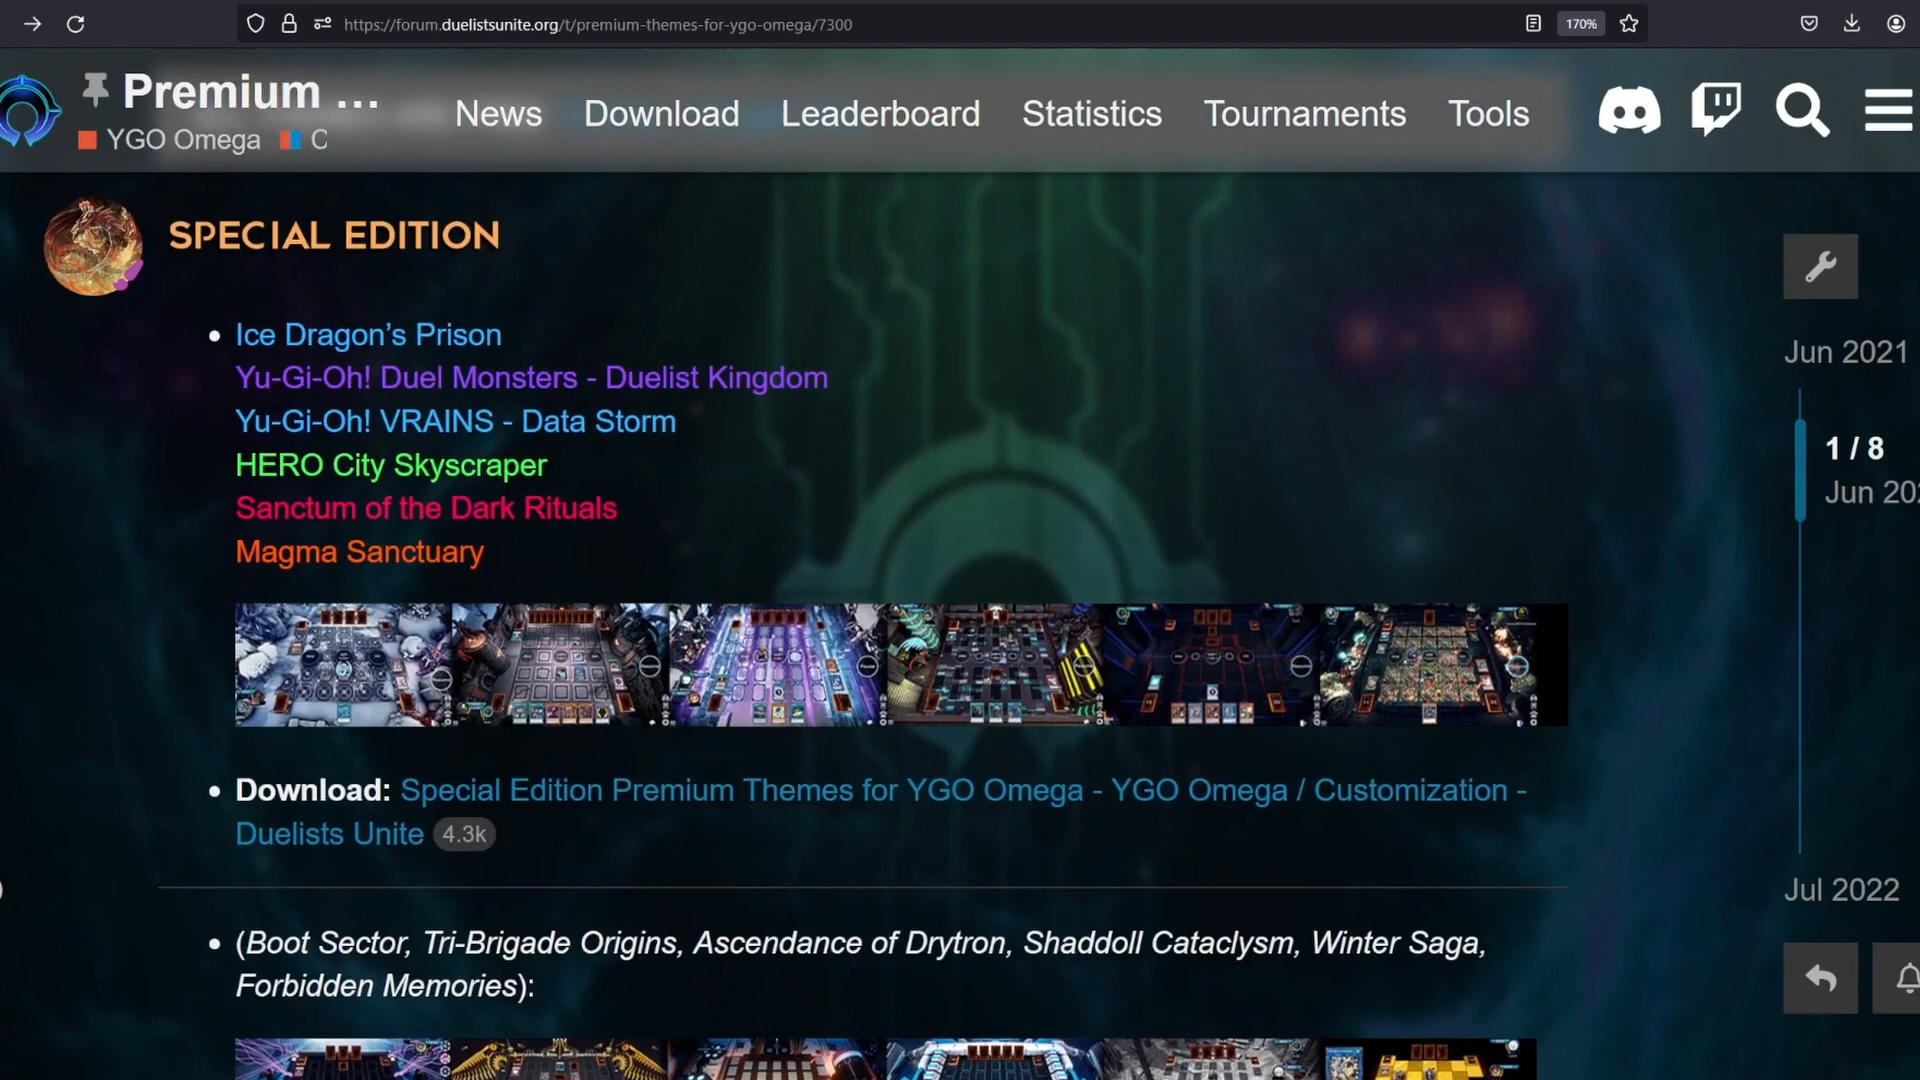 https://forum.duelistsunite.org/t/premium-themes-for-ygo-omega/7300
170%
Premium ...
YGO Omega
C
News
Download
Leaderboard
Statistics
Tournaments
Tools
SPECIAL EDITION
Ice Dragon's Prison
Yu-Gi-Oh! Duel Monsters - Duelist Kingdom
Yu-Gi-Oh! VRAINS - Data Storm
HERO City Skyscraper
Sanctum of the Dark Rituals
Magma Sanctuary
Jun 2021
1 / 8
Jun 202
Download: Special Edition Premium Themes for YGO Omega - YGO Omega / Customization -
Duelists Unite 4.3k
Jul 2022
(Boot Sector, Tri-Brigade Origins, Ascendance of Drytron, Shaddoll Cataclysm, Winter Saga,
Forbidden Memories):